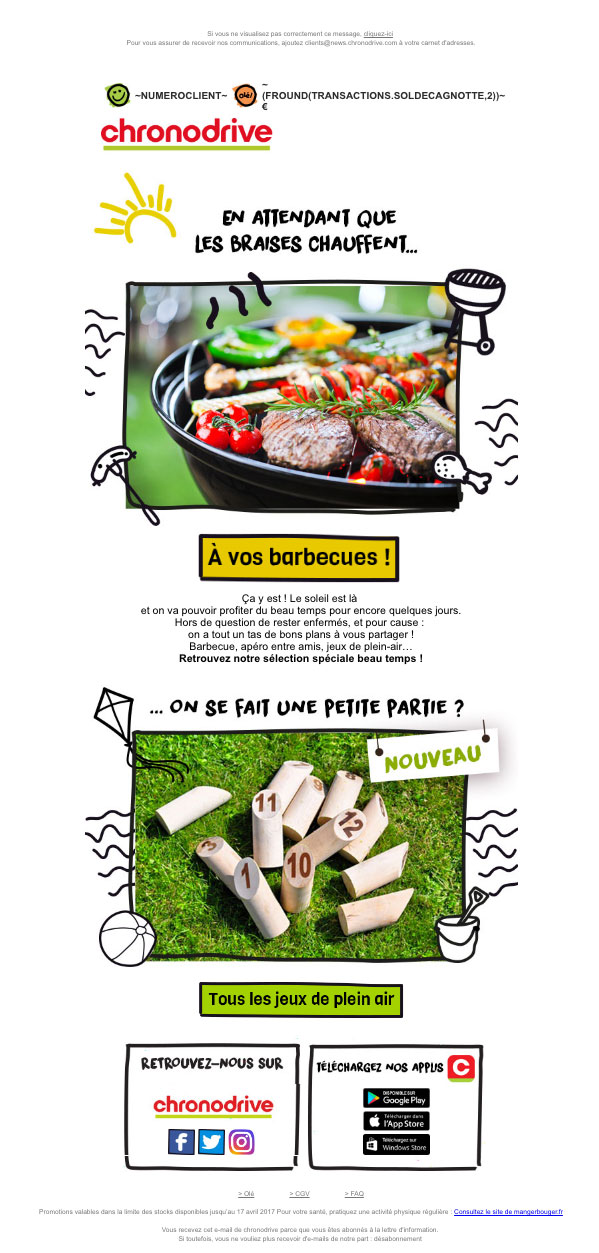 Si vous ne visualisez pas correctement ce message, cliquez-ici
Pour vous assurer de recevoir nos communications, ajoutez clients@news.chronodrive.com à votre carnet d'adresses.
~NUMEROCLIENT~
olé!
~
(FROUND(TRANSACTIONS.SOLDECAGNOTTE,2))~
€
chronodrive
EN ATTENDANT QUE
LES BRAISES CHAUFFENT...
À vos barbecues !
Ça y est ! Le soleil est là
et on va pouvoir profiter du beau temps pour encore quelques jours.
Hors de question de rester enfermés, et pour cause :
on a tout un tas de bons plans à vous partager !
Barbecue, apéro entre amis, jeux de plein-air…
Retrouvez notre sélection spéciale beau temps !
... ON SE FAIT UNE PETITE PARTIE ?
NOUVEAU
11
12
3
1
10
Tous les jeux de plein air
RETROUVEZ-NOUS SUR
chronodrive
TÉLÉCHARGEZ NOS APPLIS
C
DISPONIBLE SUR
Google Play
Télécharger dans
l'App Store
Téléchargez sur
Windows Store
> Olé
> CGV
> FAQ
Promotions valables dans la limite des stocks disponibles jusqu'au 17 avril 2017 Pour votre santé, pratiquez une activité physique régulière : Consultez le site de mangerbouger.fr
Vous recevez cet e-mail de chronodrive parce que vous êtes abonnés à la lettre d'information.
Si toutefois, vous ne vouliez plus recevoir d'e-mails de notre part : désabonnement